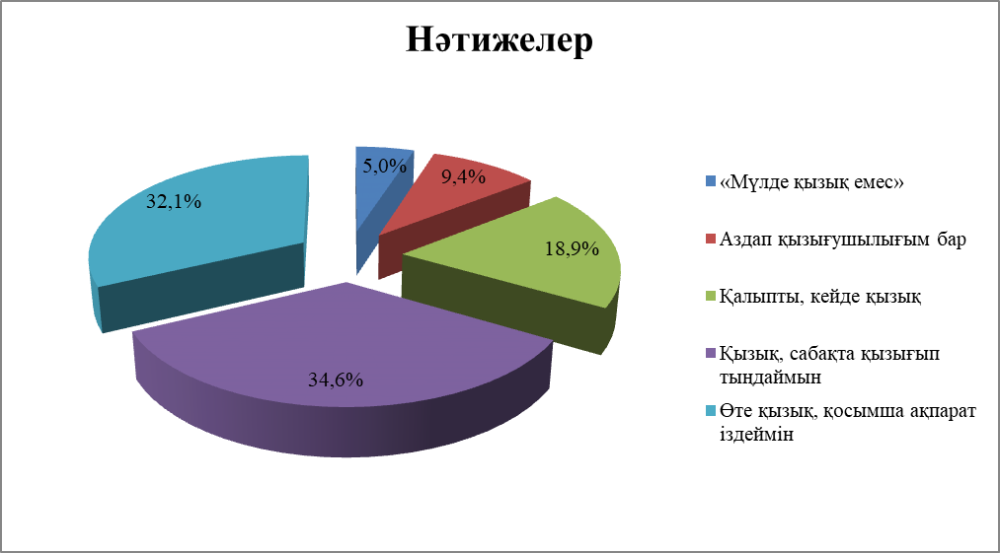 Нәтижелер
5,0%
9,4%
18,9%
34,6%
32,1%
«Мүлде қызық емес»
Аздап қызығушылығым бар
Қалыпты, кейде қызық
Қызық, сабақта қызығып
тыңдаймын
Өте қызық, қосымша ақпарат
іздеймін